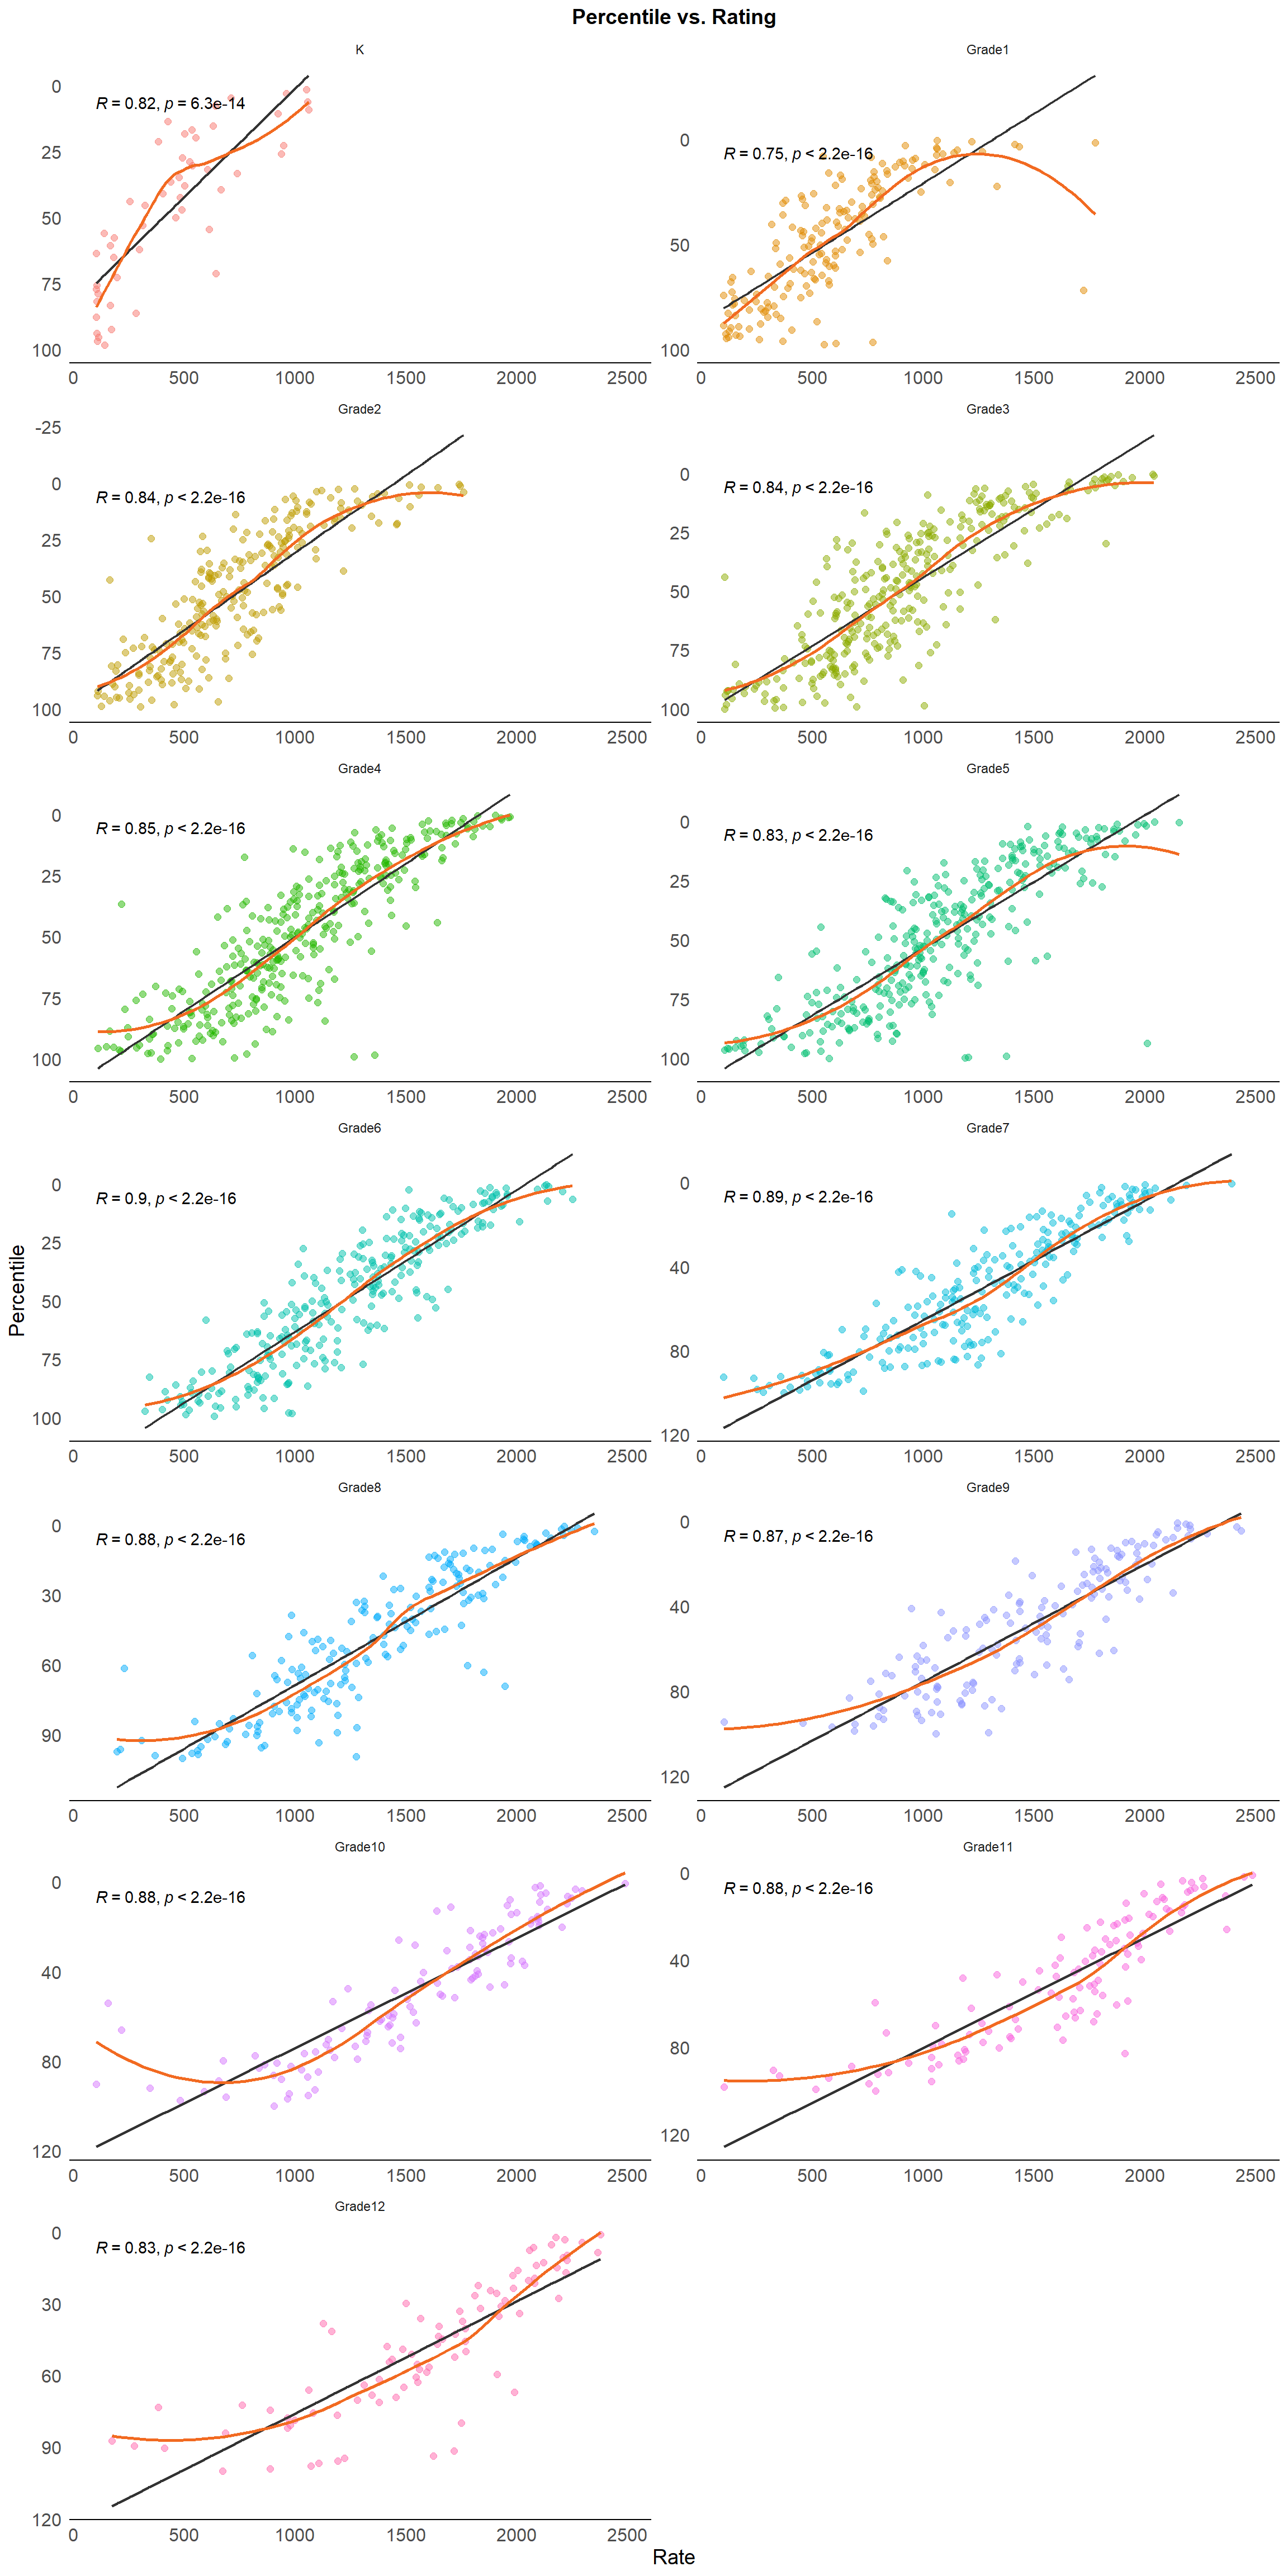 Percentile vs. Rating
K
Grade1
R = 0.82, p = 6.3e-14
R = 0.75, p < 2.2e-16
0
25
50
75
100
0
50
100
0 500 1000 1500 2000 2500
0 500 1000 1500 2000 2500
Grade2
Grade3
R = 0.84, p < 2.2e-16
R = 0.84, p < 2.2e-16
-25
0
25
50
75
100
0
25
50
75
100
0 500 1000 1500 2000 2500
0 500 1000 1500 2000 2500
Grade4
Grade5
R = 0.85, p < 2.2e-16
R = 0.83, p < 2.2e-16
0
25
50
75
100
0
25
50
75
100
0 500 1000 1500 2000 2500
0 500 1000 1500 2000 2500
Grade6
Grade7
R = 0.9, p < 2.2e-16
R = 0.89, p < 2.2e-16
0
25
50
75
100
0
40
80
120
0 500 1000 1500 2000 2500
0 500 1000 1500 2000 2500
Percentile
Grade8
Grade9
R = 0.88, p < 2.2e-16
R = 0.87, p < 2.2e-16
0
30
60
90
0
40
80
120
0 500 1000 1500 2000 2500
0 500 1000 1500 2000 2500
Grade10
Grade11
R = 0.88, p < 2.2e-16
R = 0.88, p < 2.2e-16
0
40
80
120
0
40
80
120
0 500 1000 1500 2000 2500
0 500 1000 1500 2000 2500
Grade12
R = 0.83, p < 2.2e-16
0
30
60
90
120
0 500 1000 1500 2000 2500
Rate